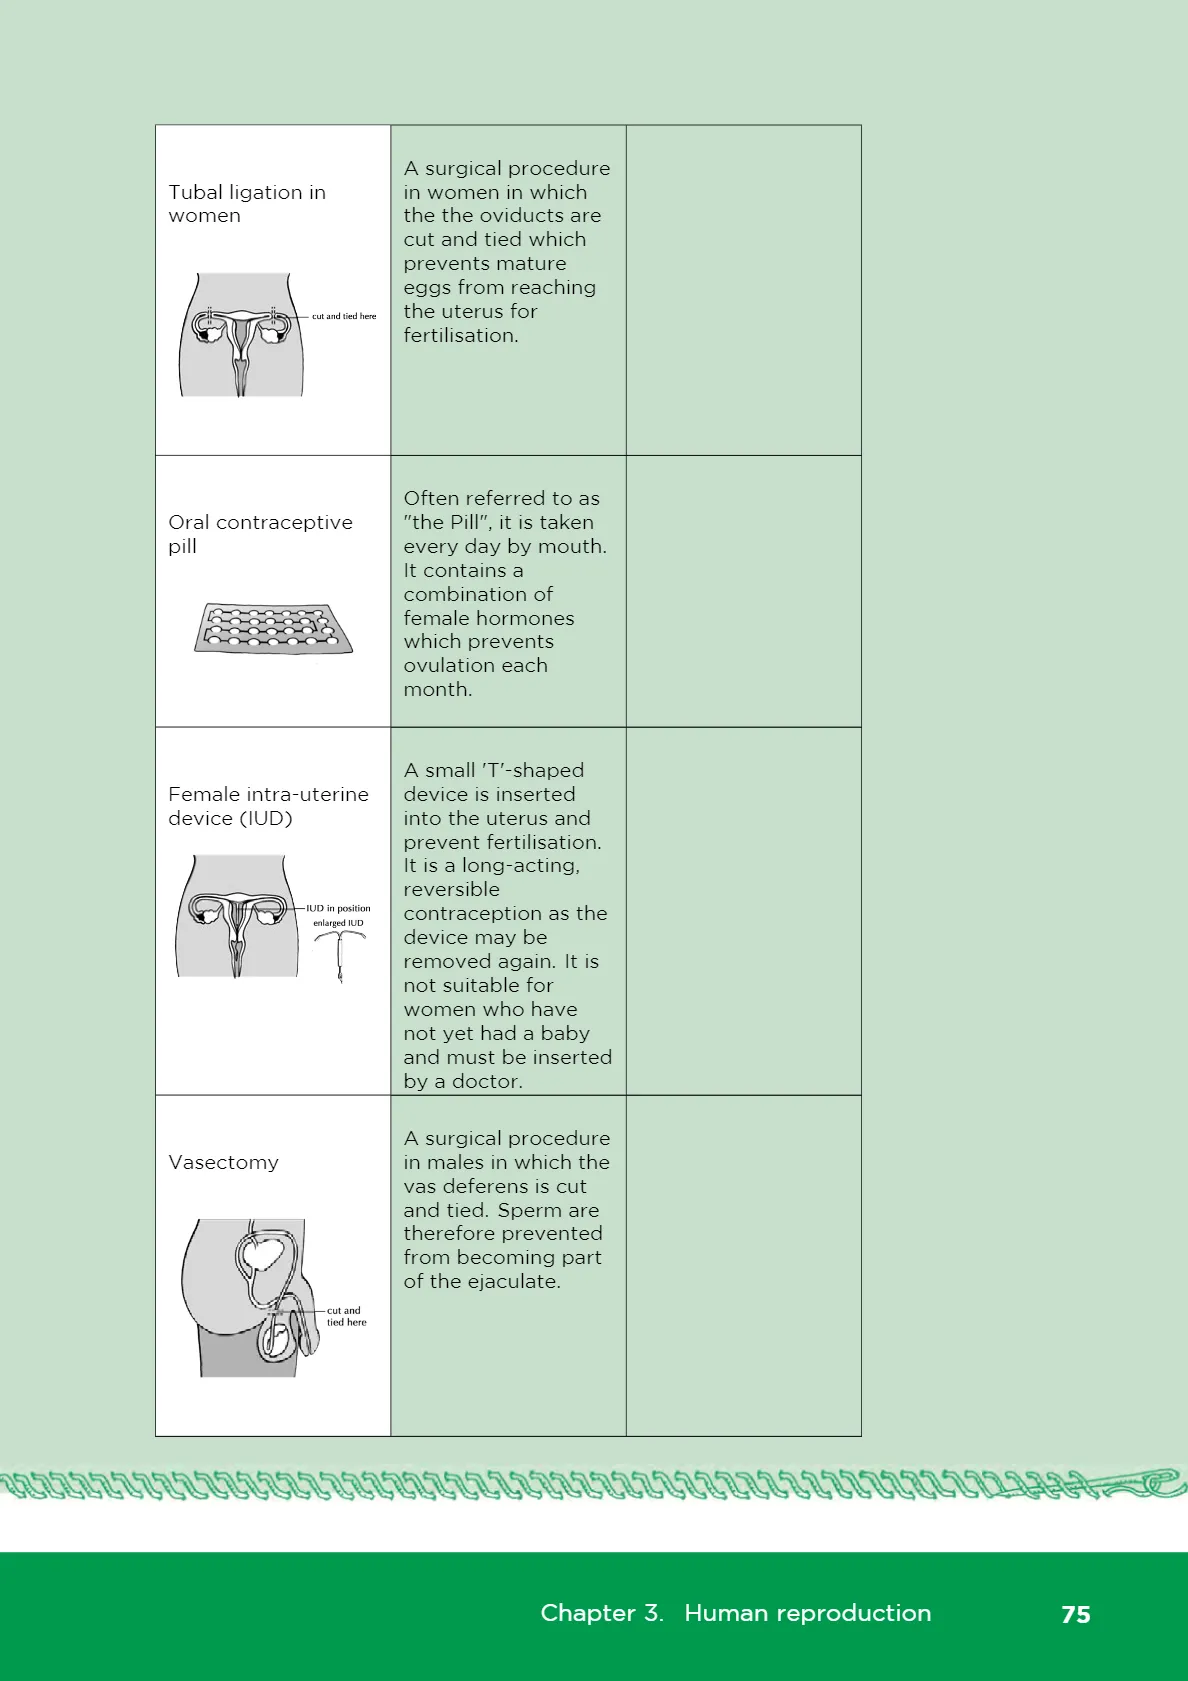 Tubal ligation in
women
cut and tied here
A surgical procedure
in women in which
the the oviducts are
cut and tied which
prevents mature
eggs from reaching
the uterus for
fertilisation.
Oral contraceptive
pill
Often referred to as
"the Pill", it is taken
every day by mouth.
It contains a
combination of
female hormones
which prevents
ovulation each
month.
Female intra-uterine
device (IUD)
IUD in position
enlarged IUD
A small 'T'-shaped
device is inserted
into the uterus and
prevent fertilisation.
It is a long-acting,
reversible
contraception as the
device may be
removed again. It is
not suitable for
women who have
not yet had a baby
and must be inserted
by a doctor.
Vasectomy
cut and
tied here
A surgical procedure
in males in which the
vas deferens is cut
and tied. Sperm are
therefore prevented
from becoming part
of the ejaculate.
Chapter 3. Human reproduction 75